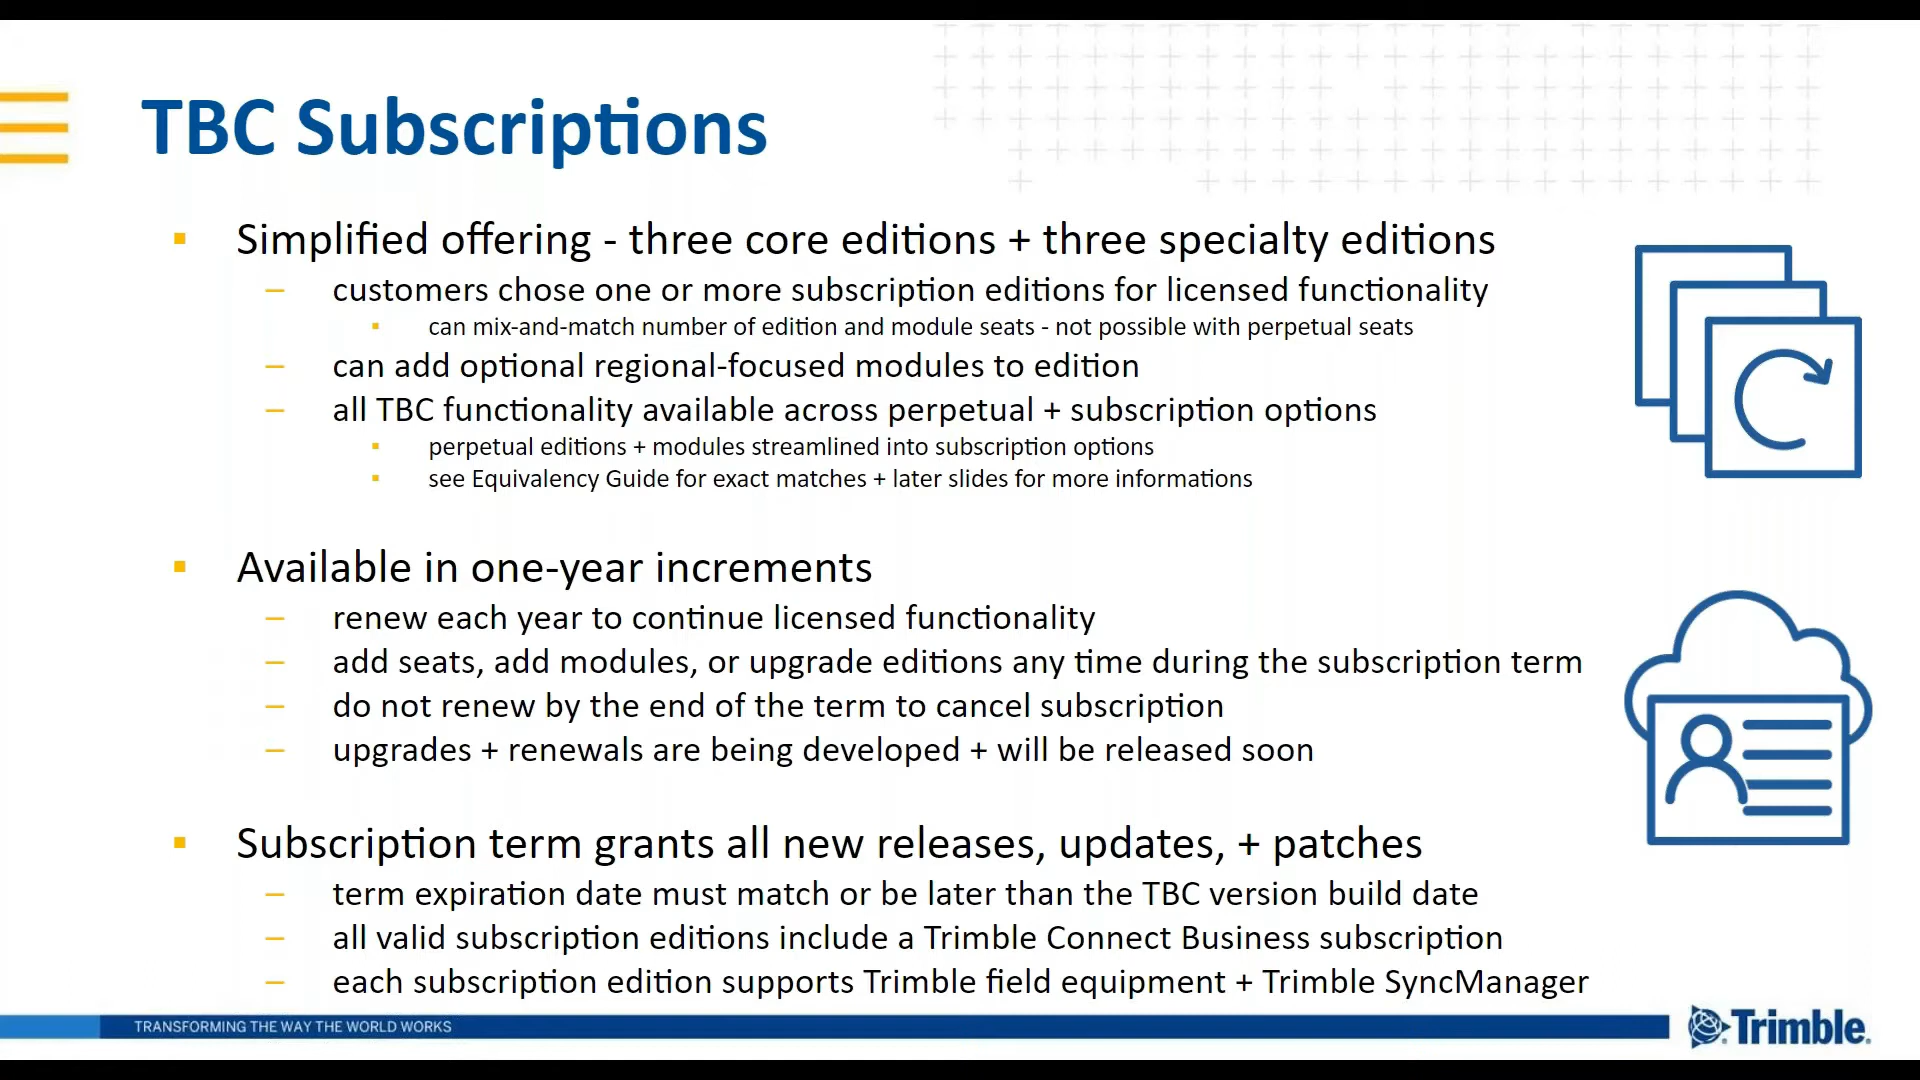 TBC Subscriptions
Simplified offering - three core editions + three specialty editions
customers chose one or more subscription editions for licensed functionality
can mix-and-match number of edition and module seats - not possible with perpetual seats
can add optional regional-focused modules to edition
all TBC functionality available across perpetual + subscription options
perpetual editions + modules streamlined into subscription options
see Equivalency Guide for exact matches + later slides for more informations
Available in one-year increments
renew each year to continue licensed functionality
add seats, add modules, or upgrade editions any time during the subscription term
do not renew by the end of the term to cancel subscription
upgrades + renewals are being developed + will be released soon
Subscription term grants all new releases, updates, + patches
term expiration date must match or be later than the TBC version build date
all valid subscription editions include a Trimble Connect Business subscription
each subscription edition supports Trimble field equipment + Trimble SyncManager
TRANSFORMING THE WAY THE WORLD WORKS
Trimble